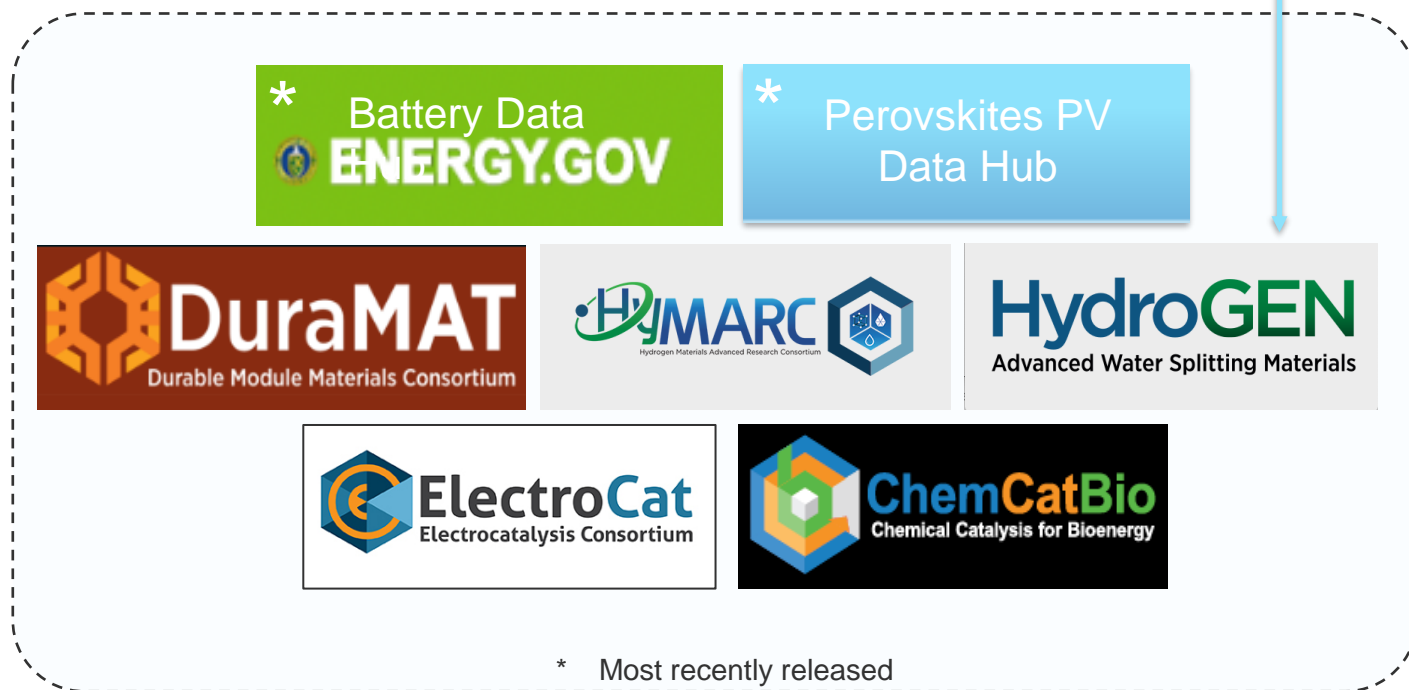 * Battery Data
Hub
ENERGY.GOV
* Perovskites PV
Data Hub
DuraMAT
Durable Module Materials Consortium
HyMARC
Hydrogen Materials Advanced Research Consortium
HydroGEN
Advanced Water Splitting Materials
ElectroCat
Electrocatalysis Consortium
ChemCatBio
Chemical Catalysis for Bioenergy
* Most recently released